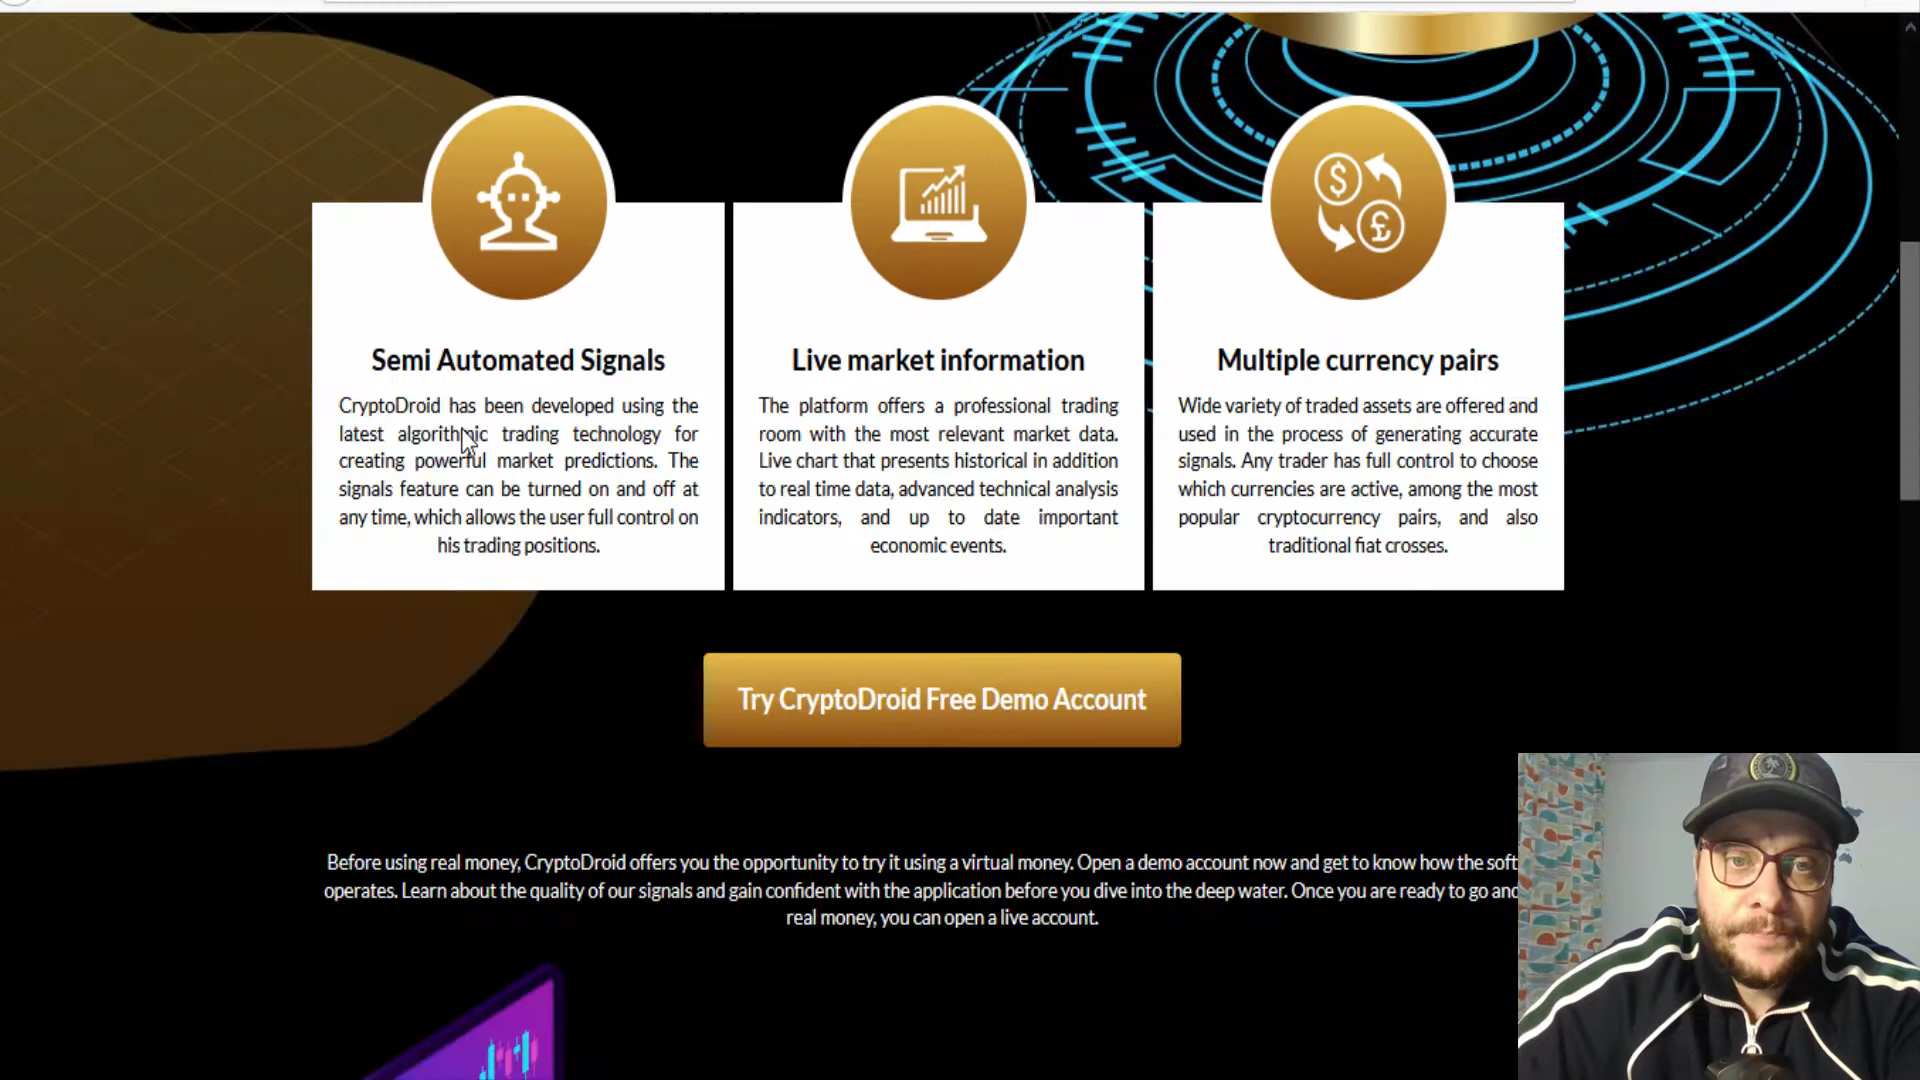 Semi Automated Signals
CryptoDroid has been developed using the
latest algorithmic trading technology for
creating powerful market predictions. The
signals feature can be turned on and off at
any time, which allows the user full control on
his trading positions.
Live market information
The platform offers a professional trading
room with the most relevant market data.
Live chart that presents historical in addition
to real time data, advanced technical analysis
indicators, and up to date important
economic events.
Multiple currency pairs
Wide variety of traded assets are offered and
used in the process of generating accurate
signals. Any trader has full control to choose
which currencies are active, among the most
popular cryptocurrency pairs, and also
traditional fiat crosses.
Try CryptoDroid Free Demo Account
Before using real money, CryptoDroid offers you the opportunity to try it using a virtual money. Open a demo account now and get to know how the soft
operates. Learn about the quality of our signals and gain confident with the application before you dive into the deep water. Once you are ready to go and
real money, you can open a live account.